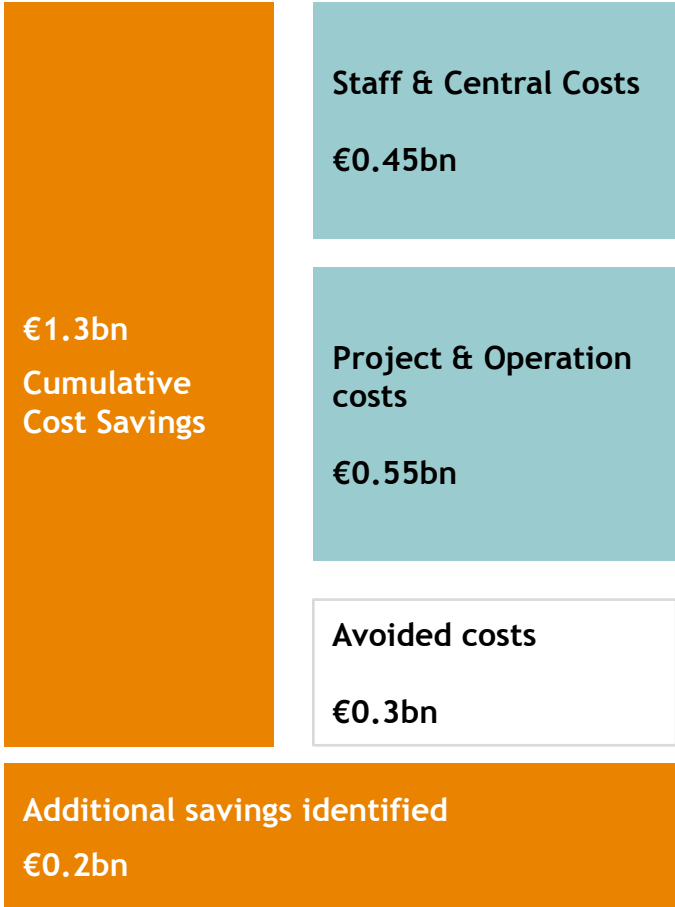 €1.3bn
Cumulative
Cost Savings
Staff & Central Costs
€0.45bn
Project & Operation
costs
€0.55bn
Avoided costs
€0.3bn
Additional savings identified
€0.2bn